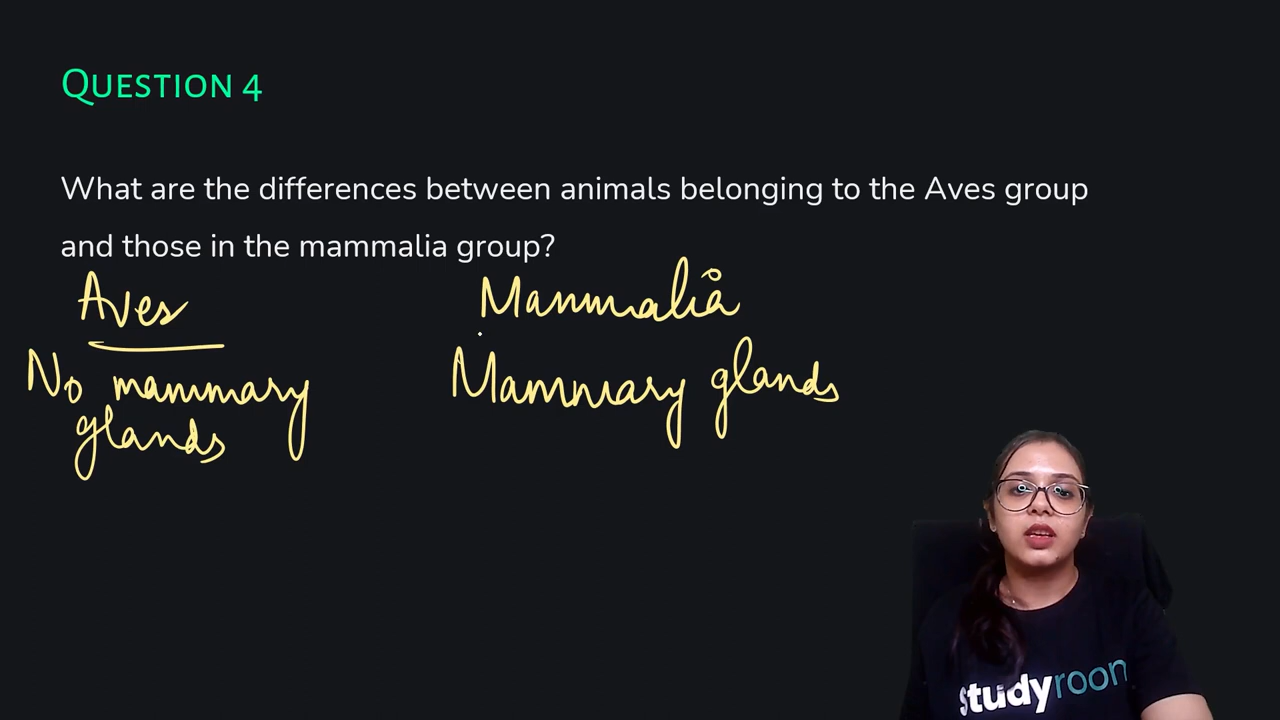 QUESTION 4
What are the differences between animals belonging to the Aves group
and those in the mammalia group?
Aves
Mammalia
No mammary
glands
Mammary glands
studyroom